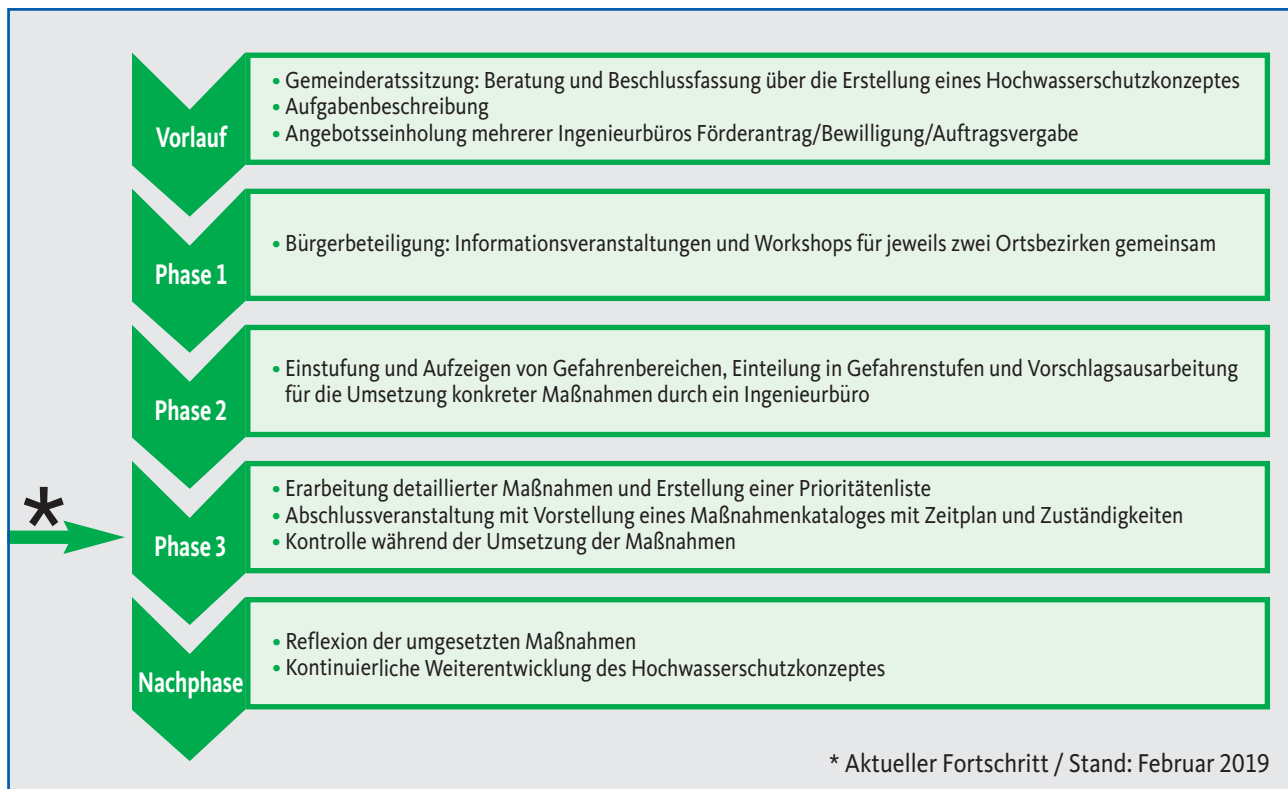 Vorlauf
• Gemeinderatssitzung: Beratung und Beschlussfassung über die Erstellung eines Hochwasserschutzkonzeptes
• Aufgabenbeschreibung
• Angebotsseinholung mehrerer Ingenieurbüros Förderantrag/Bewilligung/Auftragsvergabe
Phase 1
• Bürgerbeteiligung: Informationsveranstaltungen und Workshops für jeweils zwei Ortsbezirken gemeinsam
Phase 2
• Einstufung und Aufzeigen von Gefahrenbereichen, Einteilung in Gefahrenstufen und Vorschlagsausarbeitung
für die Umsetzung konkreter Maßnahmen durch ein Ingenieurbüro
*
Phase 3
• Erarbeitung detaillierter Maßnahmen und Erstellung einer Prioritätenliste
• Abschlussveranstaltung mit Vorstellung eines Maßnahmenkataloges mit Zeitplan und Zuständigkeiten
• Kontrolle während der Umsetzung der Maßnahmen
Nachphase
• Reflexion der umgesetzten Maßnahmen
• Kontinuierliche Weiterentwicklung des Hochwasserschutzkonzeptes
* Aktueller Fortschritt / Stand: Februar 2019